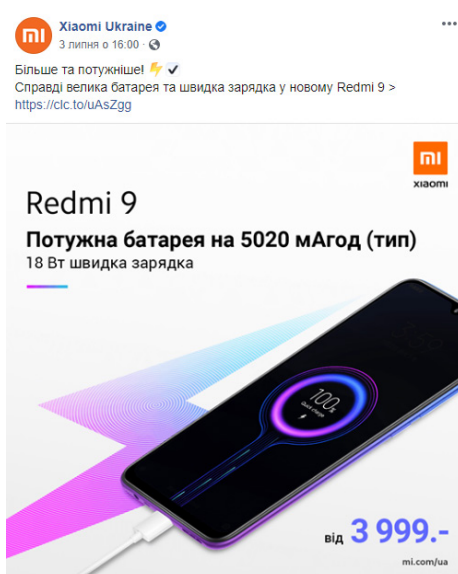 Xiaomi Ukraine
3 липня о 16:00 ·
Більше та потужніше! ⚡ ✔
Справді велика батарея та швидка зарядка у новому Redmi 9 >
https://clc.to/uAsZgg
xiaomi
Redmi 9
Потужна батарея на 5020 мАгод (тип)
18 Вт швидка зарядка
100%
Quick charge
від 3 999.-
mi.com/ua